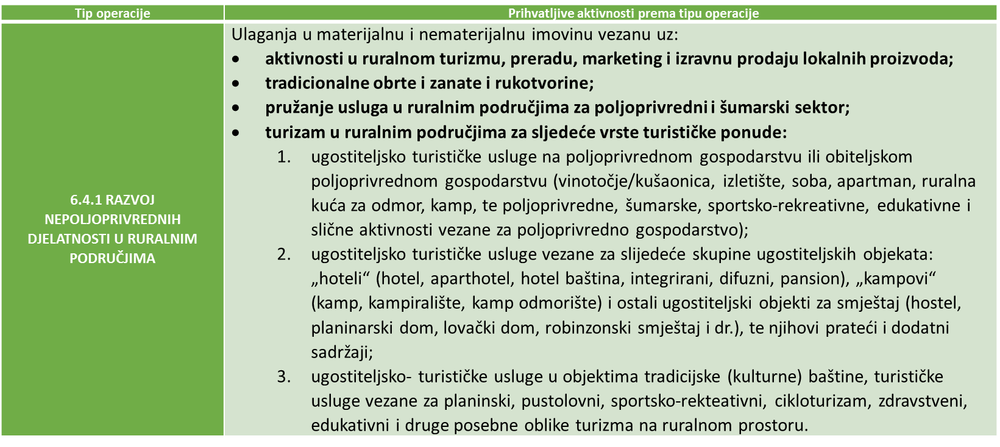 Tip operacije
Prihvatljive aktivnosti prema tipu operacije
6.4.1 RAZVOJ
NEPOLJOPRIVREDNIH
DJELATNOSTI U RURALNIM
PODRUČJIMA
Ulaganja u materijalnu i nematerijalnu imovinu vezanu uz:
• aktivnosti u ruralnom turizmu, preradu, marketing i izravnu prodaju lokalnih proizvoda;
• tradicionalne obrte i zanate i rukotvorine;
• pružanje usluga u ruralnim područjima za poljoprivredni i šumarski sektor;
• turizam u ruralnim područjima za sljedeće vrste turističke ponude:
1. ugostiteljsko turističke usluge na poljoprivrednom gospodarstvu ili obiteljskom
poljoprivrednom gospodarstvu (vinotočje/kušaonica, izletište, soba, apartman, ruralna
kuća za odmor, kamp, te poljoprivredne, šumarske, sportsko-rekreativne, edukativne i
slične aktivnosti vezane za poljoprivredno gospodarstvo);
2. ugostiteljsko turističke usluge vezane za slijedeće skupine ugostiteljskih objekata:
„hoteli“ (hotel, aparthotel, hotel baština, integrirani, difuzni, pansion), „kampovi“
(kamp, kampiralište, kamp odmorište) i ostali ugostiteljski objekti za smještaj (hostel,
planinarski dom, lovački dom, robinzonski smještaj i dr.), te njihovi prateći i dodatni
sadržaji;
3. ugostiteljsko- turističke usluge u objektima tradicijske (kulturne) baštine, turističke
usluge vezane za planinski, pustolovni, sportsko-rekteativni, cikloturizam, zdravstveni,
edukativni i druge posebne oblike turizma na ruralnom prostoru.